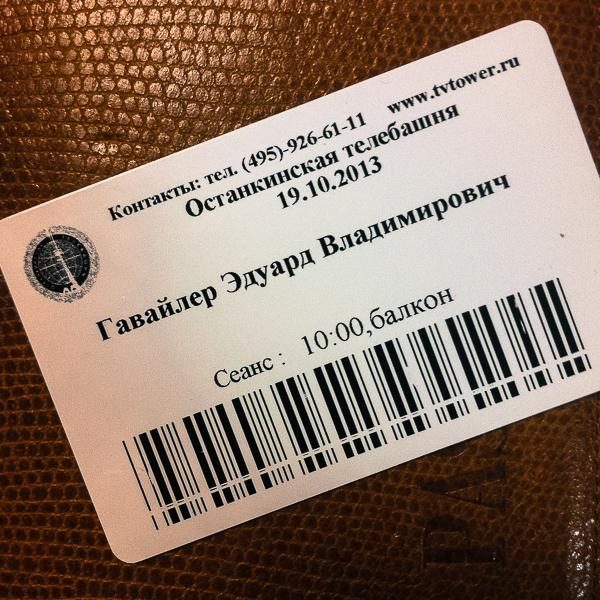 Контакты: тел. (495)-926-61-11 www.tvtower.ru
Останкинская телебашня
19.10.2013
Гавайлер Эдуард Владимирович
Сеанс : 10:00,балкон